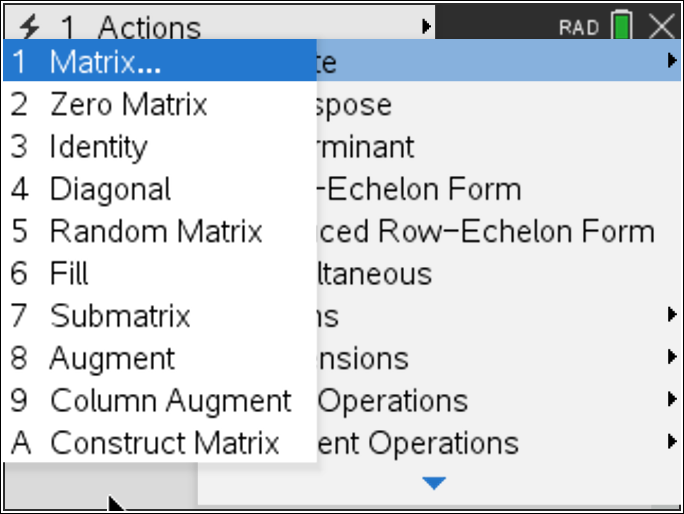 1 Actions RAD
1 Matrix... te
2 Zero Matrix spose
3 Identity rminant
4 Diagonal -Echelon Form
5 Random Matrix ced Row-Echelon Form
6 Fill ltaneous
7 Submatrix ns
8 Augment ensions
9 Column Augment Operations
A Construct Matrix ent Operations